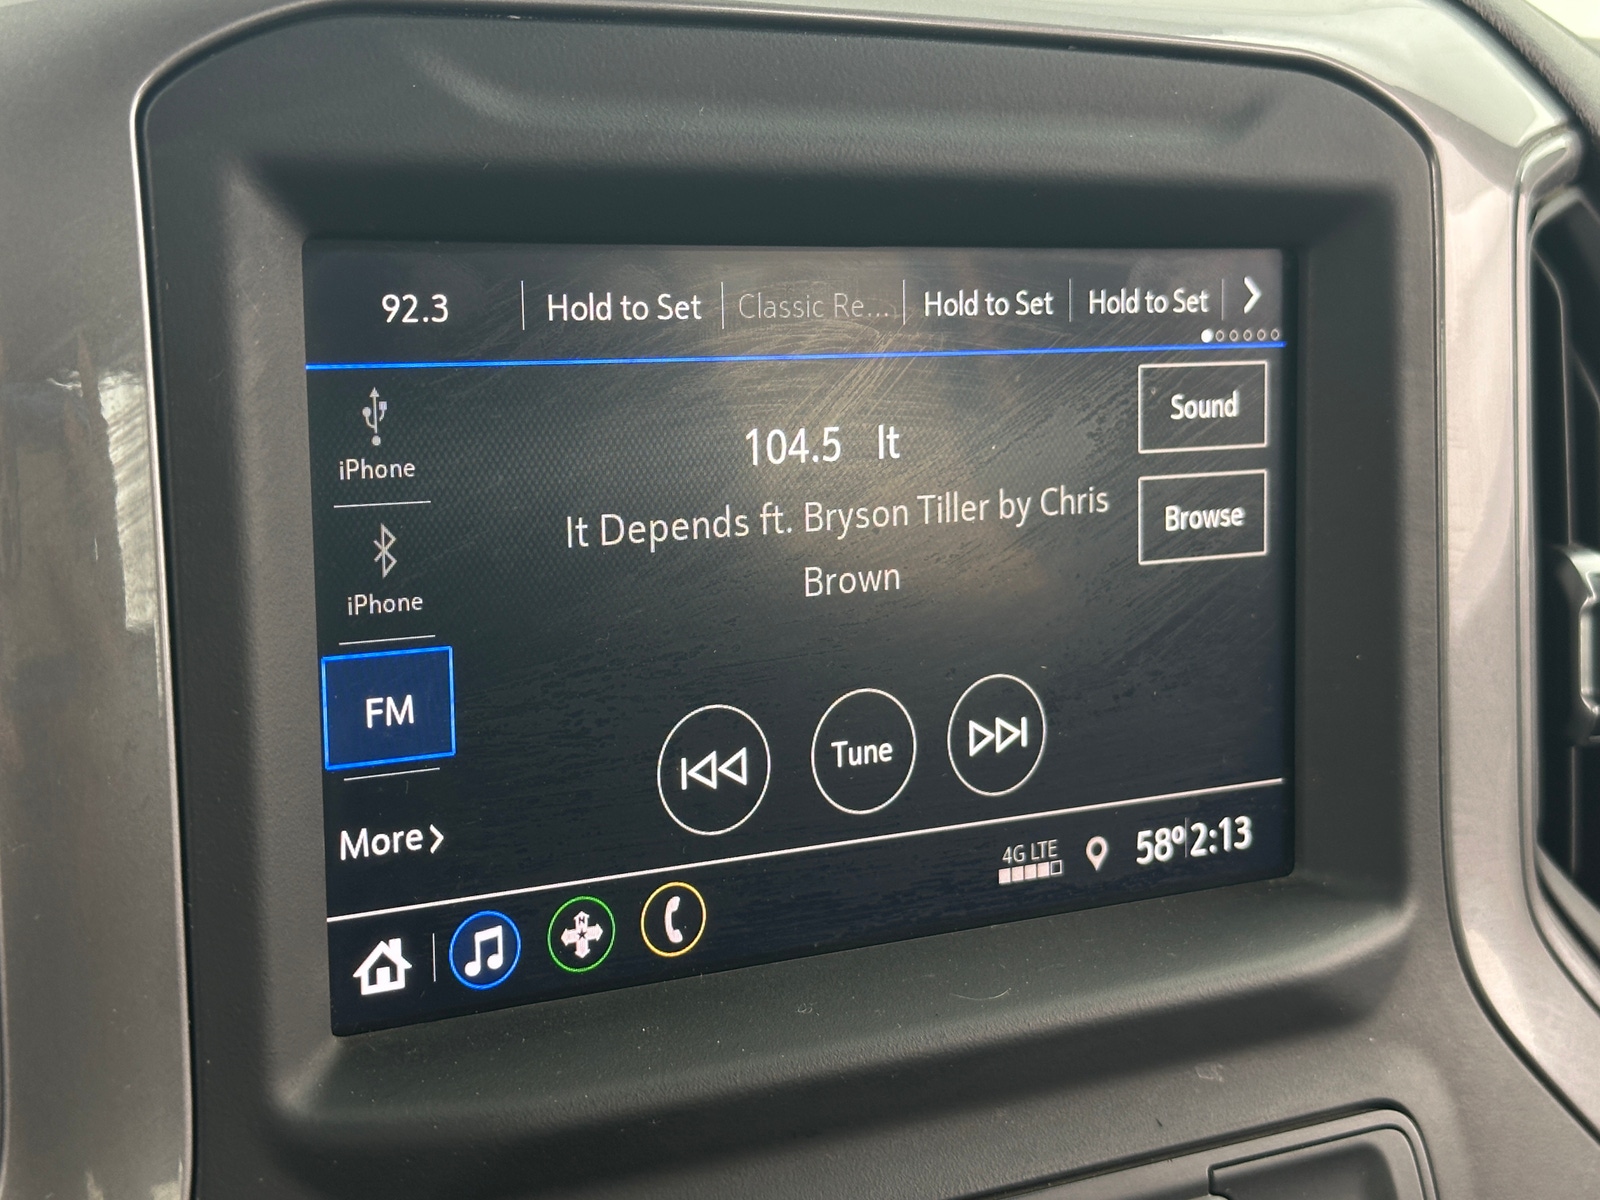 92.3 Hold to Set Classic Re... Hold to Set Hold to Set
Sound
iPhone
104.5 It
It Depends ft. Bryson Tiller by Chris
Brown
Browse
iPhone
FM
Tune
More
4G LTE 58° 2:13
N